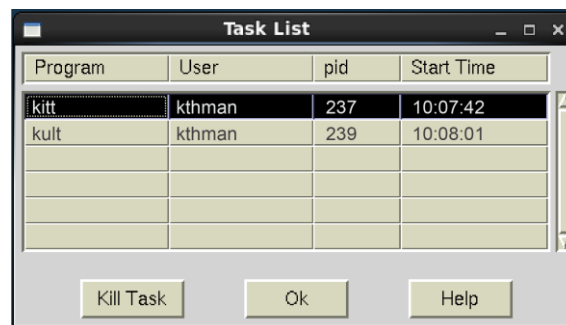 Task List
Program User pid Start Time
kitt kthman 237 10:07:42
kult kthman 239 10:08:01
Kill Task Ok Help